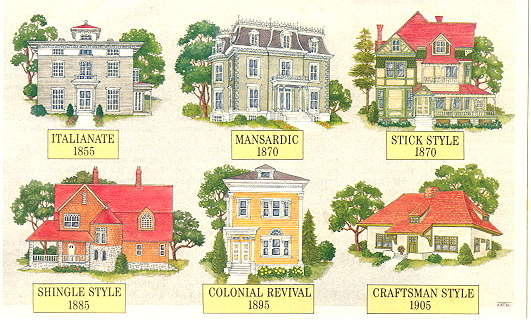 ITALIANATE
1855
MANSARDIC
1870
STICK STYLE
1870
SHINGLE STYLE
1885
COLONIAL REVIVAL
1895
CRAFTSMAN STYLE
1905